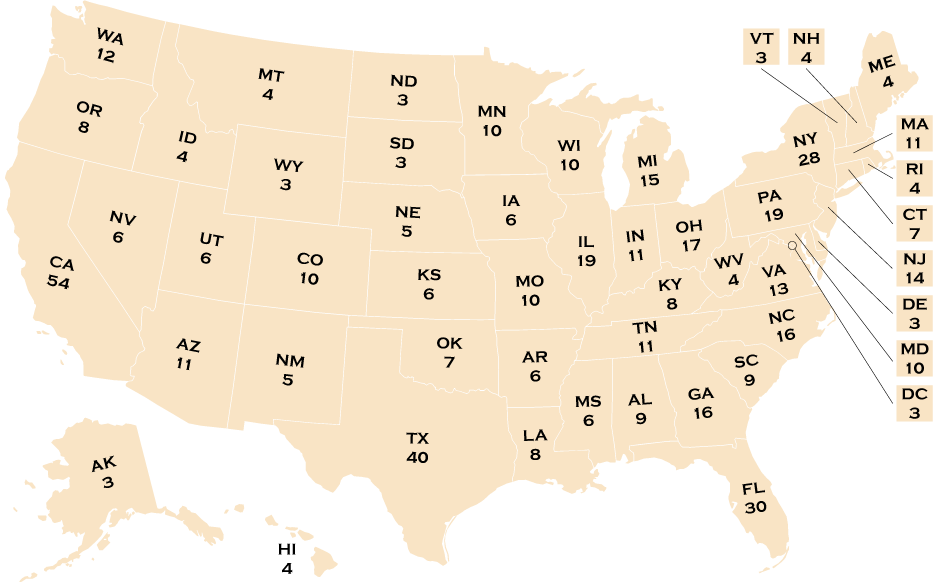 WA
12
OR
8
CA
54
NV
6
ID
4
MT
4
WY
3
UT
6
AZ
11
CO
10
NM
5
ND
3
SD
3
NE
5
KS
6
OK
7
TX
40
MN
10
IA
6
MO
10
AR
6
LA
8
WI
10
IL
19
MI
15
IN
11
OH
17
KY
8
TN
11
MS
6
AL
9
GA
16
FL
30
SC
9
NC
16
VA
13
WV
4
PA
19
NY
28
VT
3
NH
4
ME
4
MA
11
RI
4
CT
7
NJ
14
DE
3
MD
10
DC
3
AK
3
HI
4